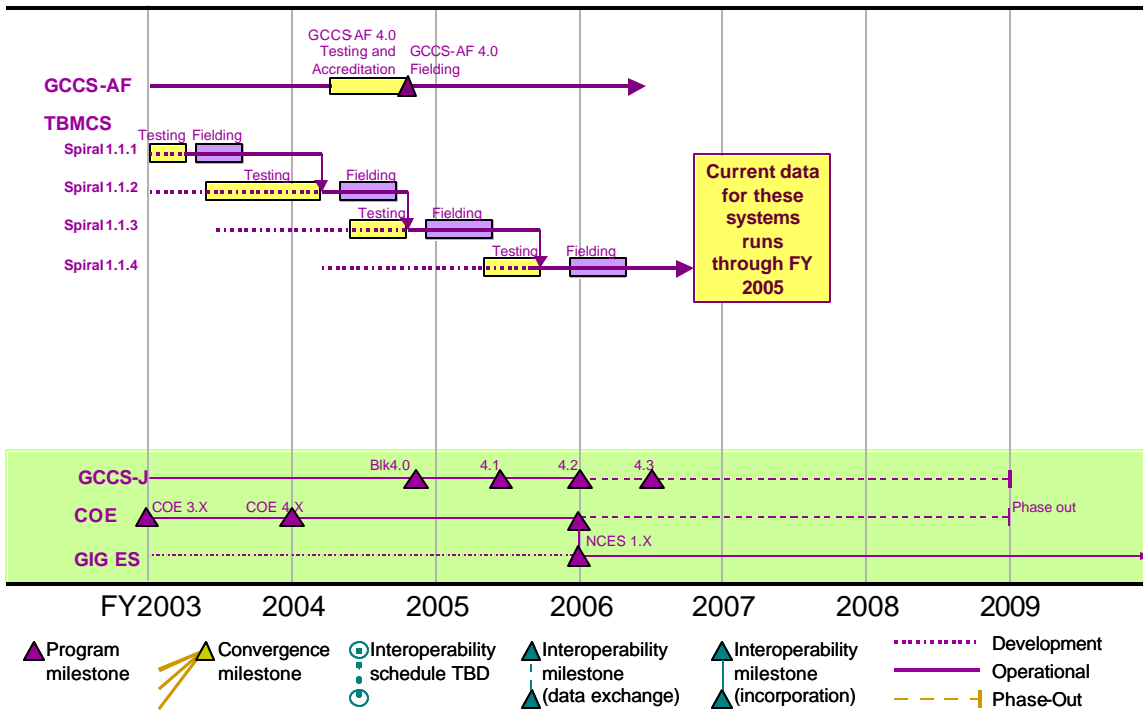 GCCS-AF 4.0
Testing and
Accreditation
GCCS-AF 4.0
Fielding
GCCS-AF
TBMCS
Testing
Fielding
Spiral 1.1.1
Testing
Fielding
Spiral 1.1.2
Testing
Fielding
Spiral 1.1.3
Testing
Fielding
Spiral 1.1.4
Current data
for these
systems
runs
through FY
2005
Blk4.0
4.1
4.2
4.3
GCCS-J
COE 3.X
COE 4.X
Phase out
COE
NCES 1.X
GIG ES
FY2003
2004
2005
2006
2007
2008
2009
Program
milestone
Convergence
milestone
Interoperability
schedule TBD
Interoperability
milestone
(data exchange)
Interoperability
milestone
(incorporation)
Development
Operational
Phase-Out